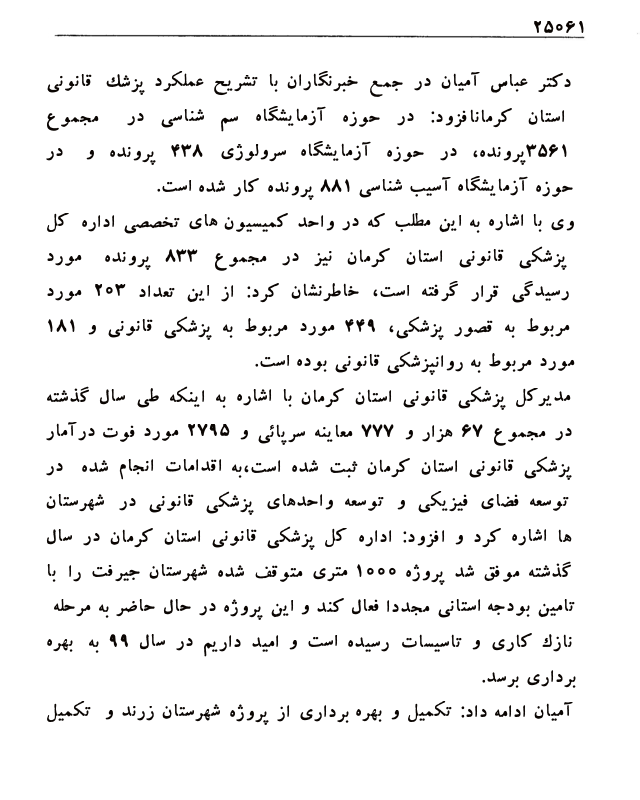 ۲۵۰۶۱
دکتر عباس آمیان در جمع خبرنگاران با تشریح عملکرد پزشك قانونی
استان کرمانافزود: در حوزه آزمایشگاه سم شناسی در مجموع
۳۵۶۱پرونده، در حوزه آزمایشگاه سرولوژی ۴۳۸ پرونده و در
حوزه آزمایشگاه آسیب شناسی ۸۸۱ پرونده کار شده است.
وی با اشاره به این مطلب که در واحد کمیسیون های تخصصی اداره کل
پزشکی قانونی استان کرمان نیز در مجموع ۸۳۳ پرونده مورد
رسیدگی قرار گرفته است، خاطرنشان کرد: از این تعداد ۲۰۳ مورد
مربوط به قصور پزشکی، ۴۴۹ مورد مربوط به پزشکی قانونی و ۱۸۱
مورد مربوط به روانپزشکی قانونی بوده است.
مدیرکل پزشکی قانونی استان کرمان با اشاره به اینکه طی سال گذشته
در مجموع ۶۷ هزار و ۷۷۷ معاینه سرپائی و ۲۷۹۵ مورد فوت درآمار
پزشکی قانونی استان کرمان ثبت شده است،به اقدامات انجام شده در
توسعه فضای فیزیکی و توسعه واحدهای پزشکی قانونی در شهرستان
ها اشاره کرد و افزود: اداره کل پزشکی قانونی استان کرمان در سال
گذشته موفق شد پروژه ۱۰۰۰ متری متوقف شده شهرستان جیرفت را با
تامین بودجه استانی مجددا فعال کند و این پروژه در حال حاضر به مرحله
نازك کاری و تاسیسات رسیده است و امید داریم در سال ۹۹ به بهره
برداری برسد.
آمیان ادامه داد: تکمیل و بهره برداری از پروژه شهرستان زرند و تکمیل